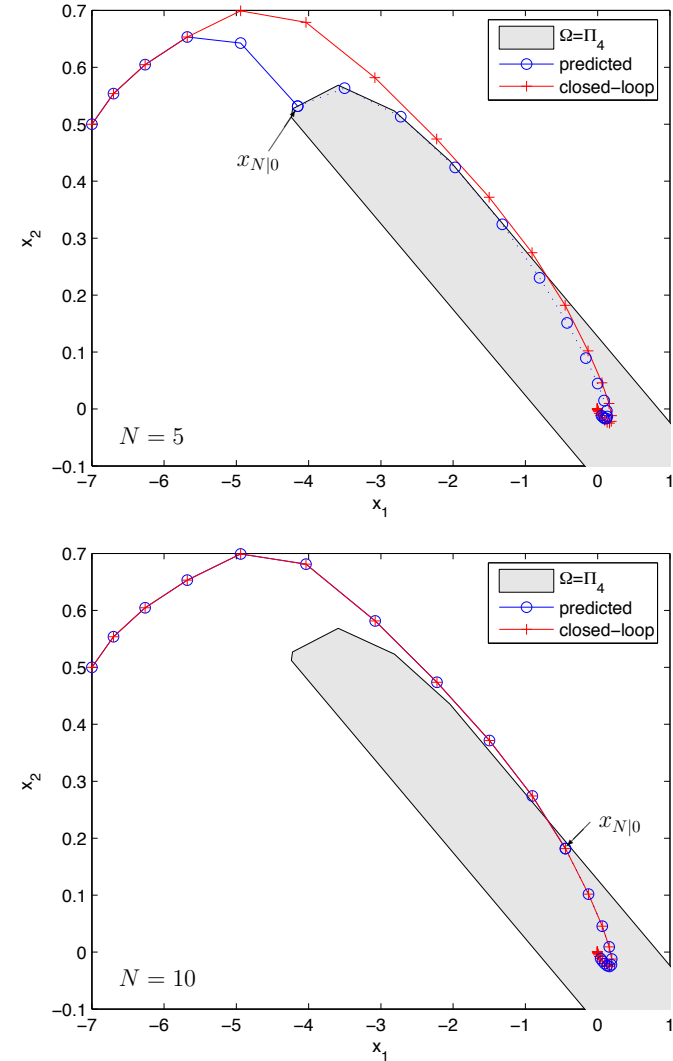 0.7
0.6
0.5
0.4
0.3
0.2
0.1
0
−0.1
x₂
Ω=Π₄
predicted
closed−loop
x_{N|0}
N = 5
−7 −6 −5 −4 −3 −2 −1 0 1
x₁
0.7
0.6
0.5
0.4
0.3
0.2
0.1
0
−0.1
x₂
Ω=Π₄
predicted
closed−loop
x_{N|0}
N = 10
−7 −6 −5 −4 −3 −2 −1 0 1
x₁